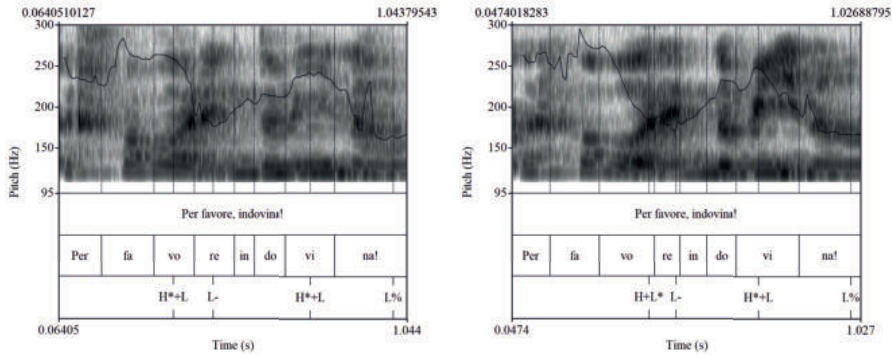 0.0640510127 1.04379543
300
250
200
150
95
Pitch (Hz)
Per favore, indovina!
Per fa vo re in do vi na!
H*+L L- H*+L L%
0.06405 1.044
Time (s)
0.0474018283 1.02688795
300
250
200
150
95
Pitch (Hz)
Per favore, indovina!
Per fa vo re in do vi na!
H+L* L- H*+L L%
0.0474 1.027
Time (s)